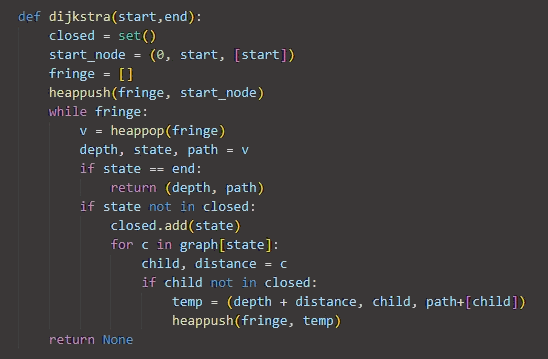 def dijkstra(start,end):
    closed = set()
    start_node = (0, start, [start])
    fringe = []
    heappush(fringe, start_node)
    while fringe:
        v = heappop(fringe)
        depth, state, path = v
        if state == end:
            return (depth, path)
        if state not in closed:
            closed.add(state)
            for c in graph[state]:
                child, distance = c
                if child not in closed:
                    temp = (depth + distance, child, path+[child])
                    heappush(fringe, temp)
    return None